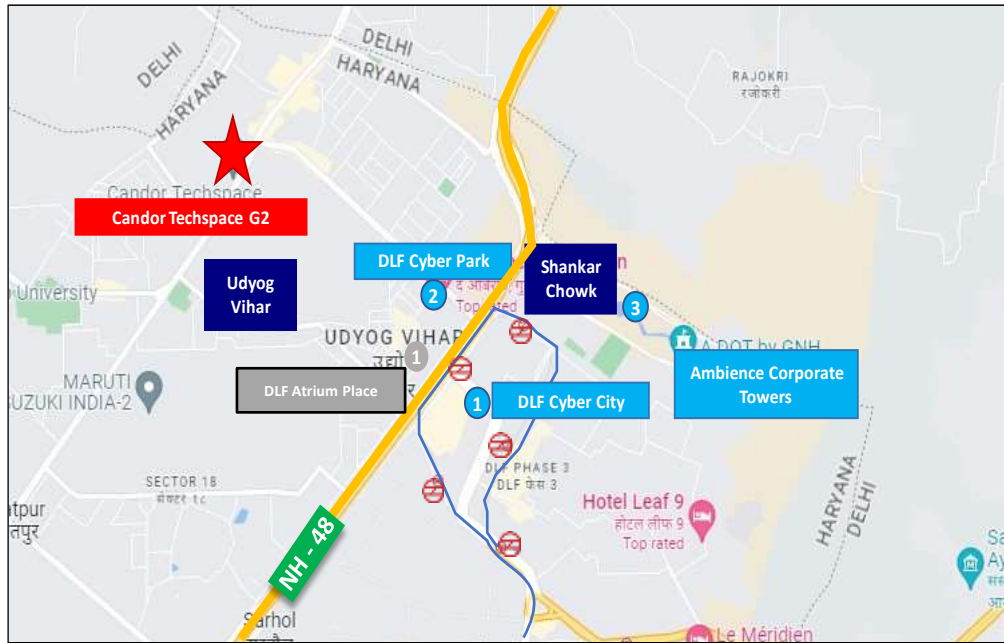 DELHI
HARYANA
DELHI
HARYANA
RAJOKRI
रजोकरी
Candor Techspace
Candor Techspace G2
DLF Cyber Park
Shankar
Chowk
Udyog
Vihar
University
2
Top rated
3
UDYOG VIHAR
1
A DOT by GNH
MARUTI
SUZUKI INDIA-2
DLF Atrium Place
1
DLF Cyber City
Ambience Corporate
Towers
DLF PHASE 3
DLF फेस 3
SECTOR 18
सेक्टर १८
Hotel Leaf 9
होटल लीफ 9
Top rated
HARYANA
DELHI
NH - 48
Sarhol
Le Méridien